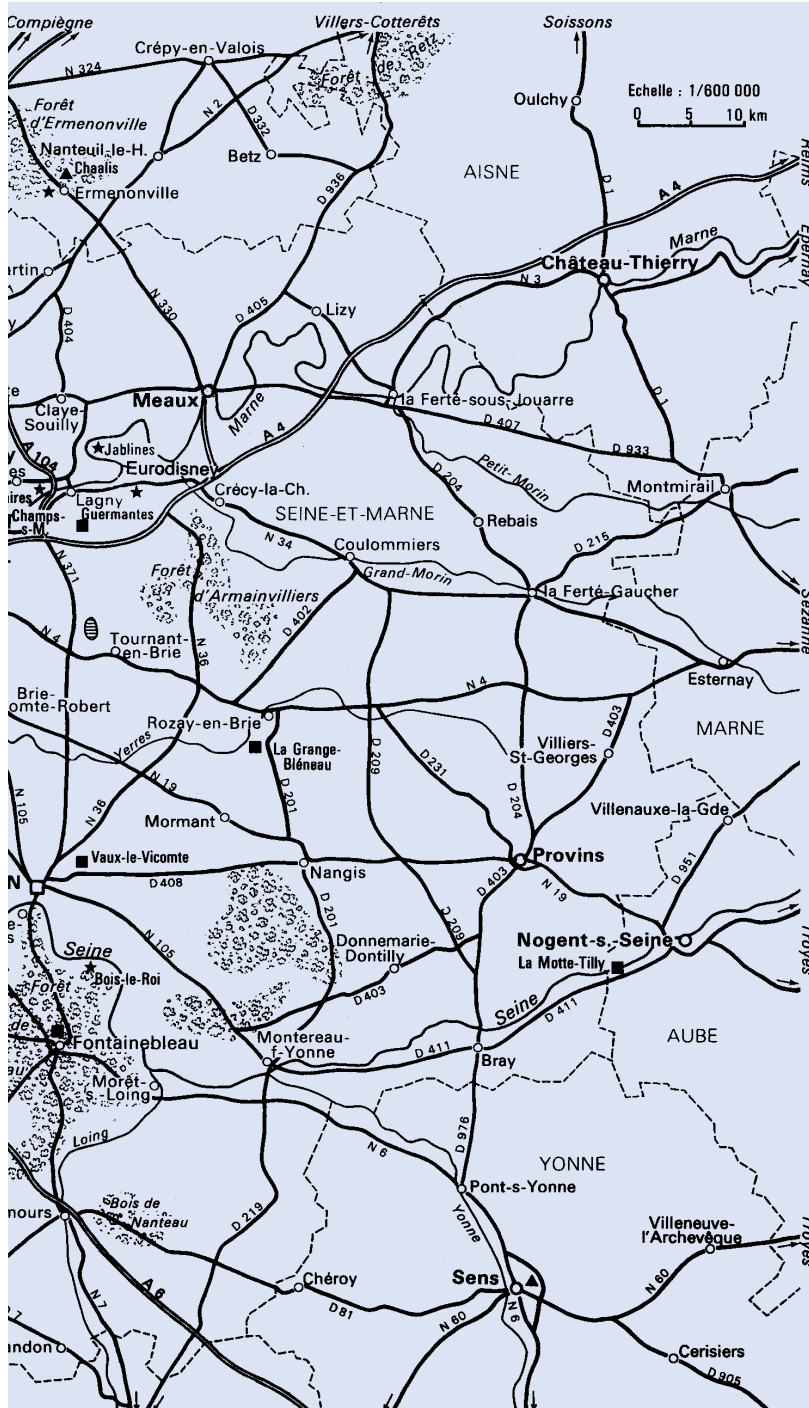 Compiègne
Villers-Cotterêts
Soissons
Crépy-en-Valois
N 324
Forêt de Retz
Echelle : 1/600 000
0 5 10 km
Oulchy
Forêt
d'Ermenonville
N 2
D 332
Nanteuil-le-H.
Betz
Chaalis
Ermenonville
AISNE
D 936
D 1
A 4
Reims
Marne
Epernay
Château-Thierry
N 3
artin
N 330
D 405
Lizy
D 404
Meaux
Claye-
Souilly
Marne
A 4
la Ferté-sous-Jouarre
D 407
D 1
D 933
A 104
Jablines
Eurodisney
Petit-Morin
D 204
Montmirail
Lagny
Guermantes
Champs-
s-M.
Crécy-la-Ch.
SEINE-ET-MARNE
Rebais
N 34
Coulommiers
D 215
Grand-Morin
N 371
Forêt
d'Armainvilliers
la Ferté-Gaucher
Sézanne
D 402
N 4
Tournant-
en-Brie
N 36
Esternay
Brie-
omte-Robert
Rozay-en-Brie
N 4
D 403
MARNE
Yerres
La Grange-
Bléneau
D 209
D 231
Villiers-
St-Georges
N 19
D 201
D 204
N 105
N 36
Mormant
Villenauxe-la-Gde
Vaux-le-Vicomte
Provins
N
D 408
Nangis
D 403
N 19
D 951
N 105
D 201
D 209
Troyes
Seine
Donnemarie-
Dontilly
Nogent-s. Seine
Bois-le-Roi
La Motte-Tilly
Forêt
de
D 403
Seine
D 411
Fontainebleau
Montereau-
f-Yonne
D 411
Bray
AUBE
Moret-
s.-Loing
Loing
N 6
D 976
YONNE
Bois de
Nanteau
D 219
Pont-s-Yonne
mours
Yonne
Villeneuve-
l'Archevêque
Troyes
A 6
Chéroy
Sens
N 60
N 7
D 81
N 60
N 6
andon
Cerisiers
D 905